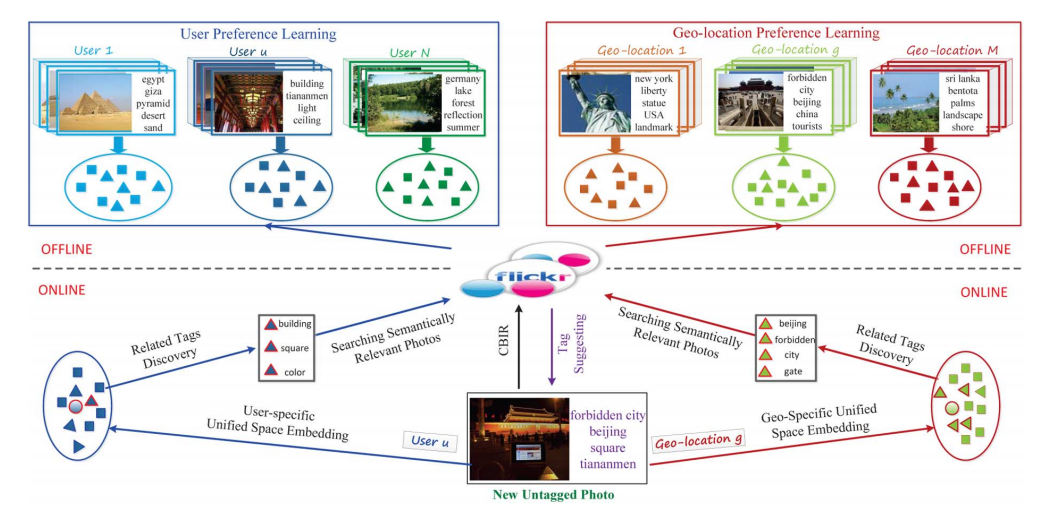 User Preference Learning
User 1
User u
User N
egypt
giza
pyramid
desert
sand
building
tiananmen
light
ceiling
germany
lake
forest
reflection
summer
Geo-location Preference Learning
Geo-location 1
Geo-location g
Geo-location M
new york
liberty
statue
USA
landmark
forbidden
city
beijing
china
tourists
sri lanka
bentota
palms
landscape
shore
OFFLINE
OFFLINE
flickr
ONLINE
ONLINE
Related Tags
Discovery
building
square
color
Searching Semantically
Relevant Photos
CBIR
Tag
Suggesting
Searching Semantically
Relevant Photos
beijing
forbidden
city
gate
Related Tags
Discovery
User-specific
Unified Space Embedding
User u
forbidden city
beijing
square
tiananmen
Geo-location g
Geo-Specific Unified
Space Embedding
New Untagged Photo